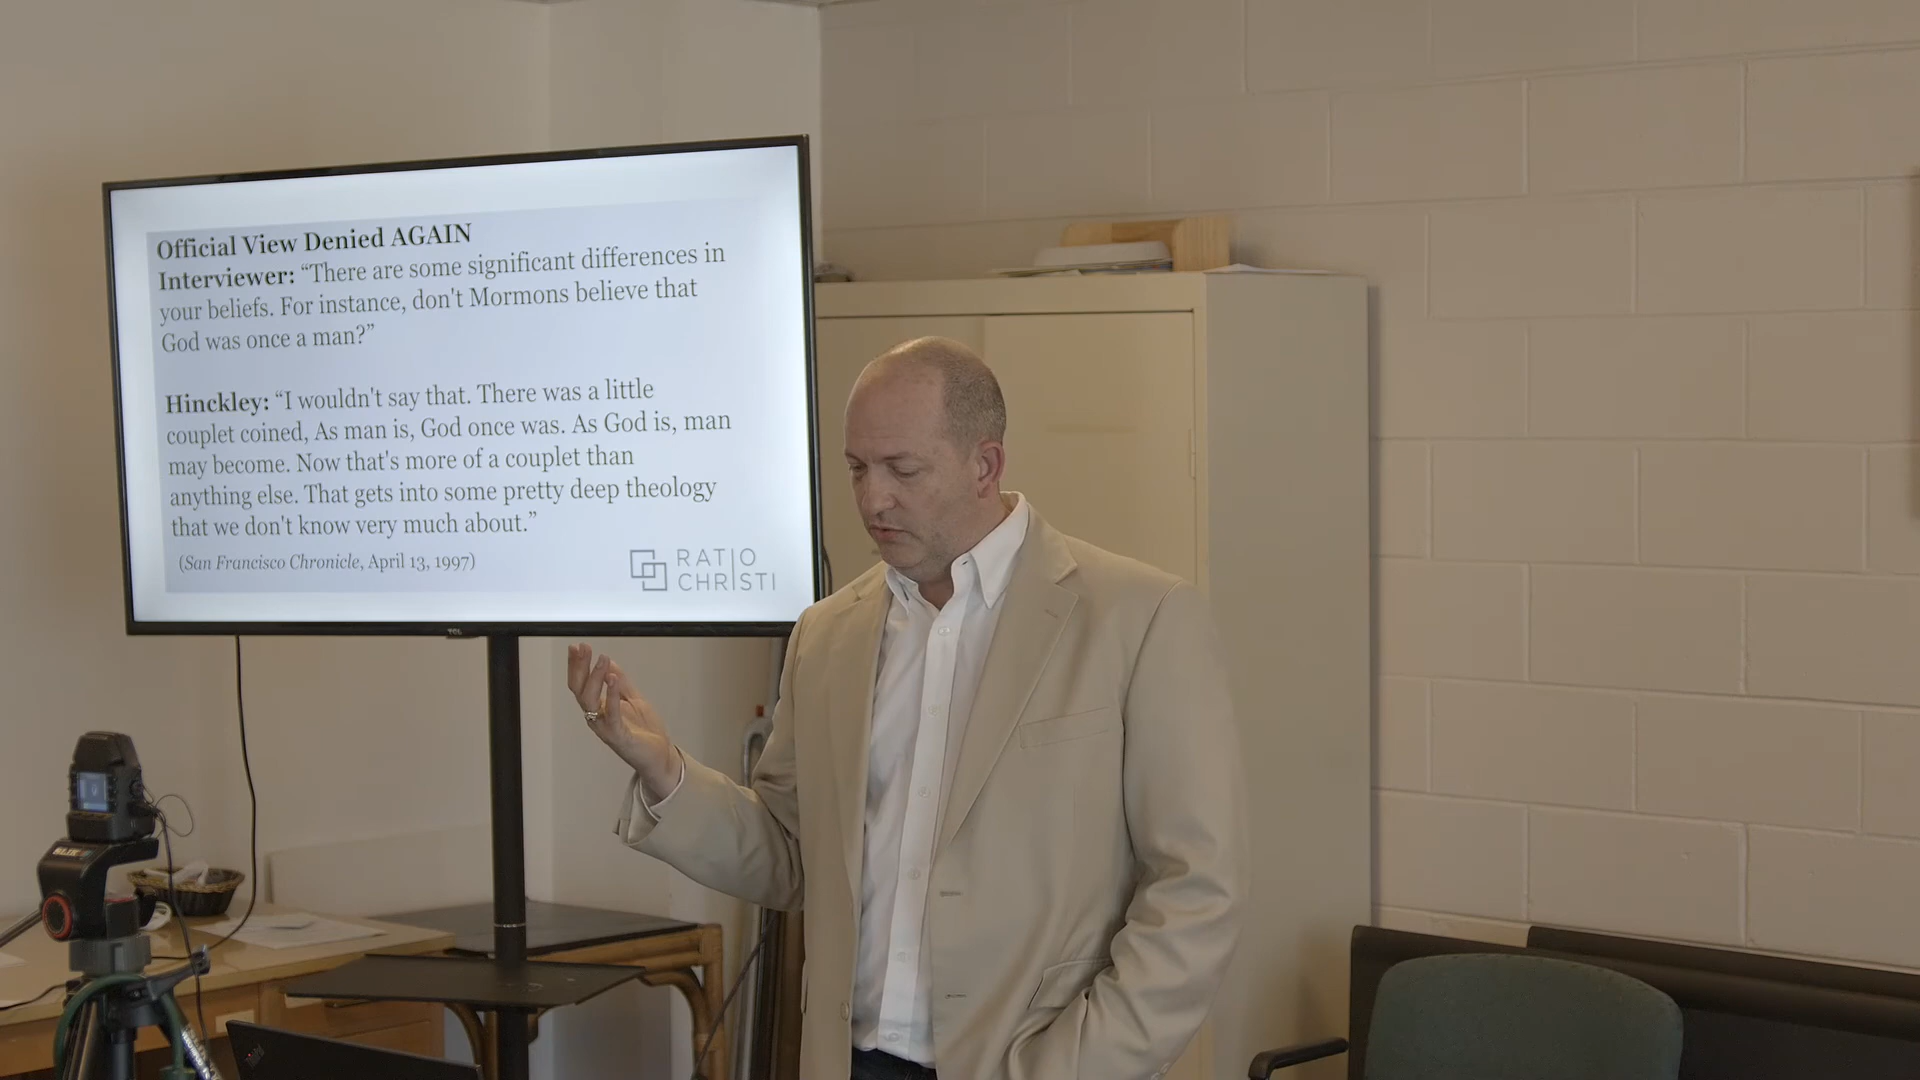 Official View Denied AGAIN
Interviewer: “There are some significant differences in
your beliefs. For instance, don't Mormons believe that
God was once a man?”
Hinckley: “I wouldn't say that. There was a little
couplet coined, As man is, God once was. As God is, man
may become. Now that's more of a couplet than
anything else. That gets into some pretty deep theology
that we don't know very much about.”
(San Francisco Chronicle, April 13, 1997)
RATIO
CHRISTI
TCL